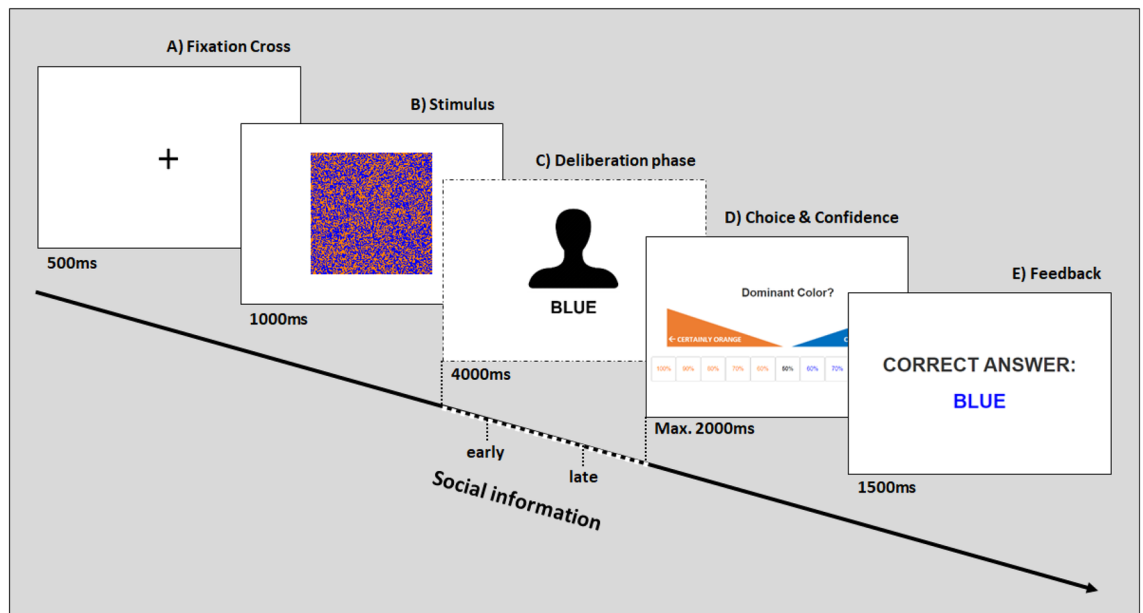 A) Fixation Cross
+
500ms
B) Stimulus
1000ms
C) Deliberation phase
BLUE
4000ms
early
late
Social information
D) Choice & Confidence
Dominant Color?
← CERTAINLY ORANGE
C
100% 90% 80% 70% 60% 50% 60% 70%
Max. 2000ms
E) Feedback
CORRECT ANSWER:
BLUE
1500ms